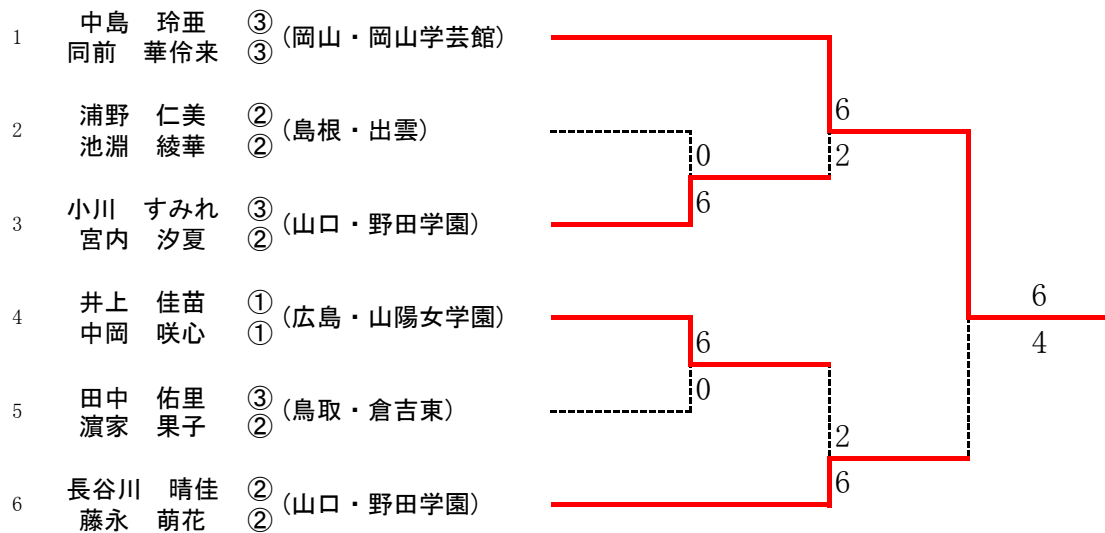 中島　玲亜　③
1 (岡山・岡山学芸館)
同前　華伶来　③
6
浦野　仁美　②
2 (島根・出雲)
池淵　綾華　②
0
2
小川　すみれ　③
6
3 (山口・野田学園)
宮内　汐夏　②
井上　佳苗　①
6
4 (広島・山陽女学園)
中岡　咲心　①
6
4
田中　佑里　③
0
5 (鳥取・倉吉東)
濵家　果子　②
2
長谷川　晴佳　②
6
6 (山口・野田学園)
藤永　萌花　②